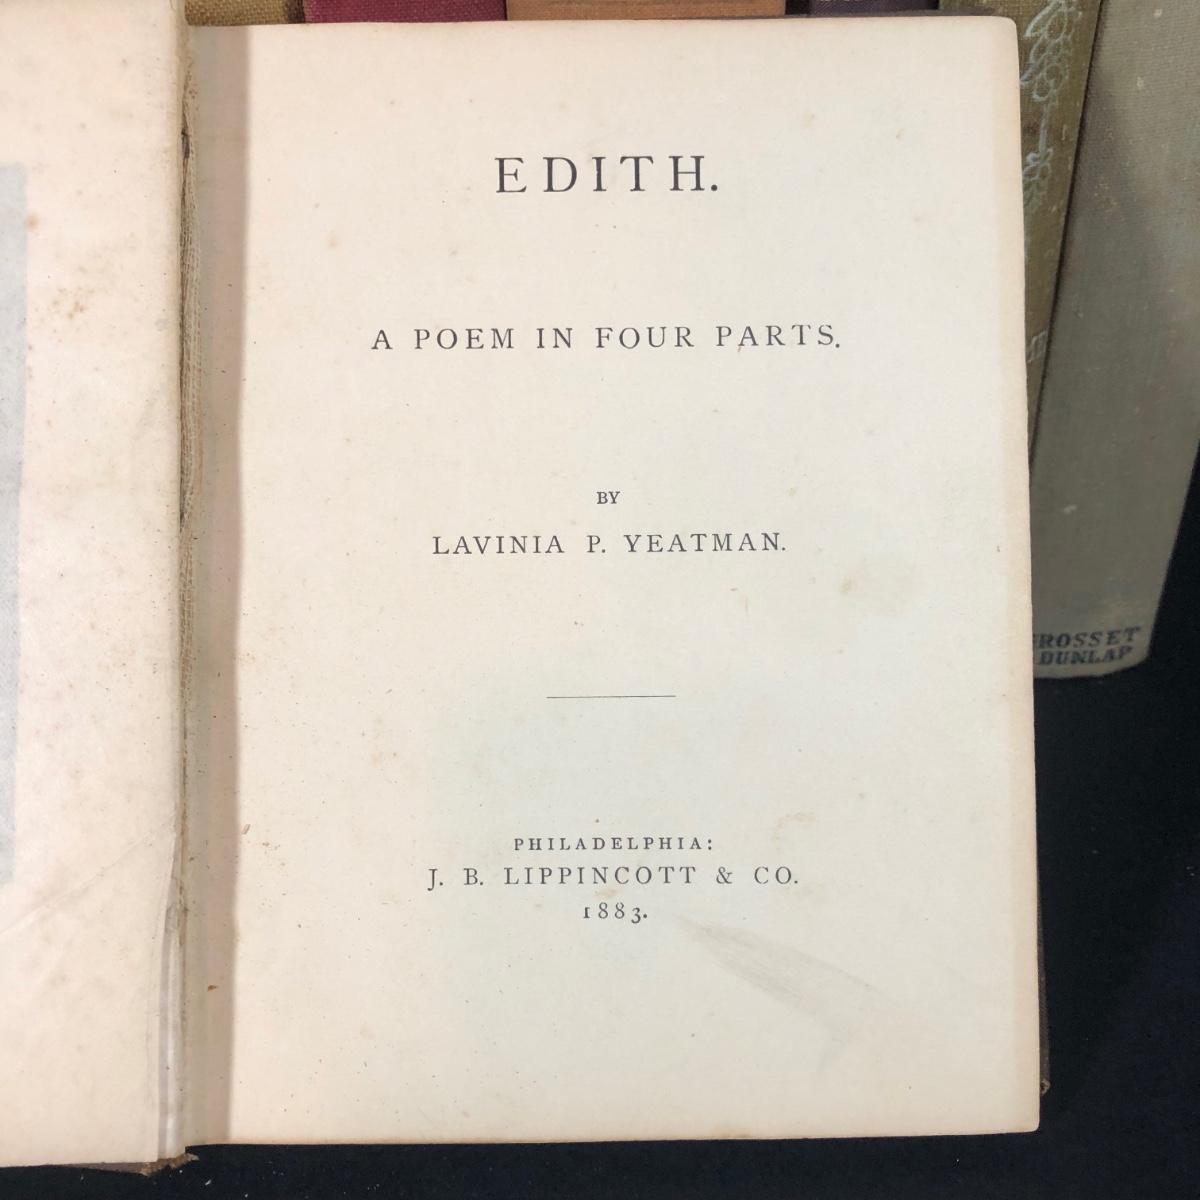 EDITH.
A POEM IN FOUR PARTS.
BY
LAVINIA P. YEATMAN.
PHILADELPHIA:
J. B. LIPPINCOTT & CO.
1883.
ROSSET
DUNLAP